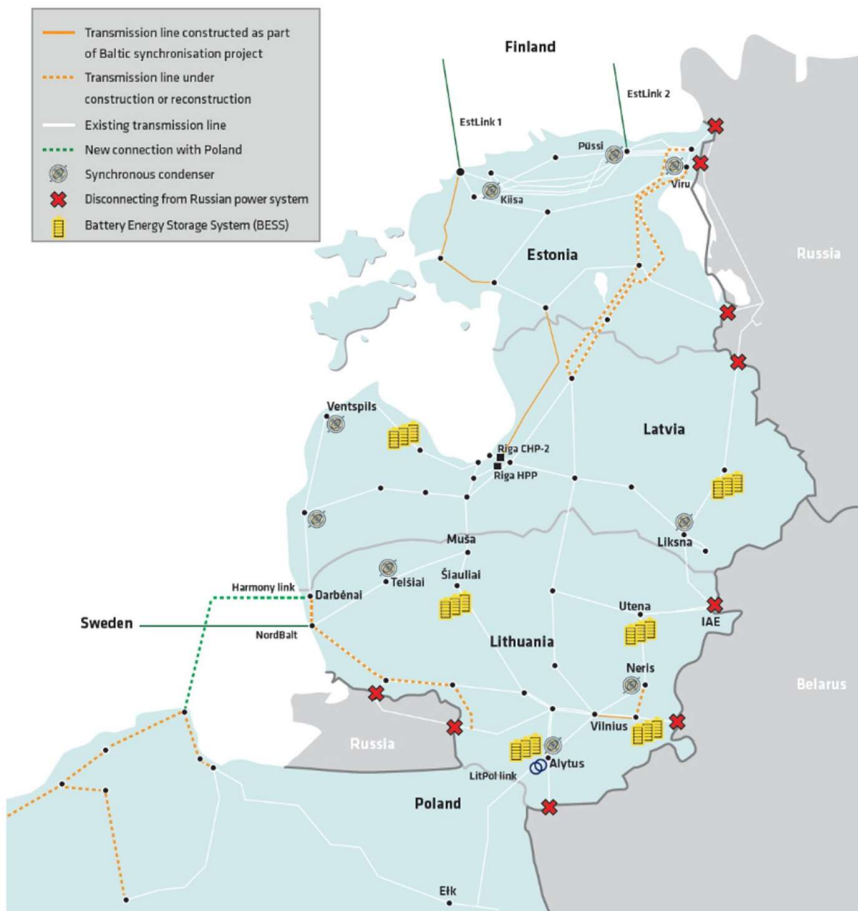 Transmission line constructed as part
of Baltic synchronisation project
Transmission line under
construction or reconstruction
Existing transmission line
New connection with Poland
Synchronous condenser
Disconnecting from Russian power system
Battery Energy Storage System (BESS)
Finland
EstLink 1
EstLink 2
Püssi
Viru
Kiisa
Estonia
Russia
Ventspils
Latvia
Riga CHP-2
Riga HPP
Liksna
Muša
Telšiai
Šiauliai
Harmony link
Darbėnai
Utena
IAE
Sweden
NordBalt
Lithuania
Neris
Belarus
Vilnius
Russia
Alytus
LitPol link
Poland
Ełk